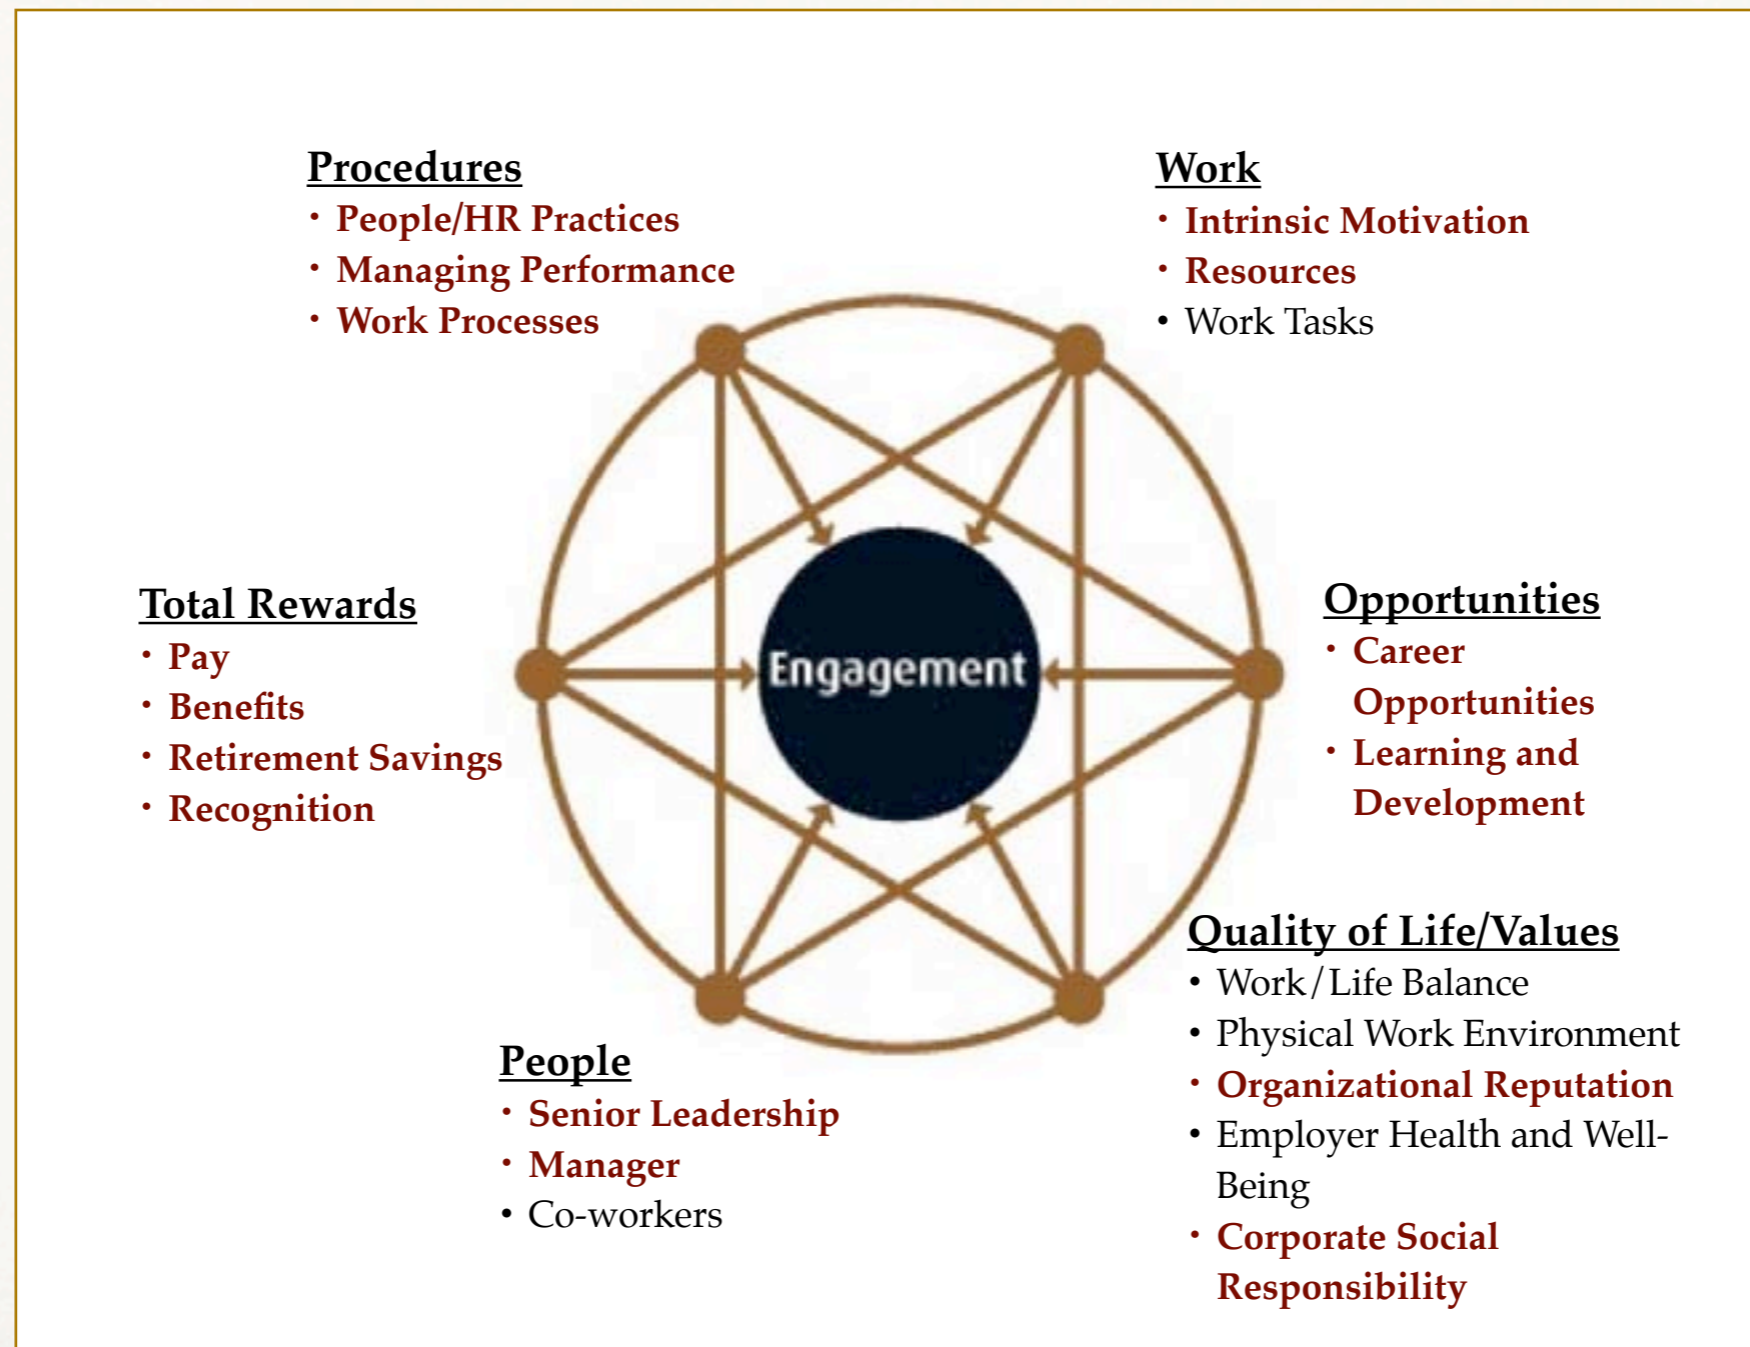 Procedures
• People/HR Practices
• Managing Performance
• Work Processes
Work
• Intrinsic Motivation
• Resources
• Work Tasks
Total Rewards
• Pay
• Benefits
• Retirement Savings
• Recognition
Engagement
Opportunities
• Career
Opportunities
• Learning and
Development
People
• Senior Leadership
• Manager
• Co-workers
Quality of Life/Values
• Work/Life Balance
• Physical Work Environment
• Organizational Reputation
• Employer Health and Well-
Being
• Corporate Social
Responsibility